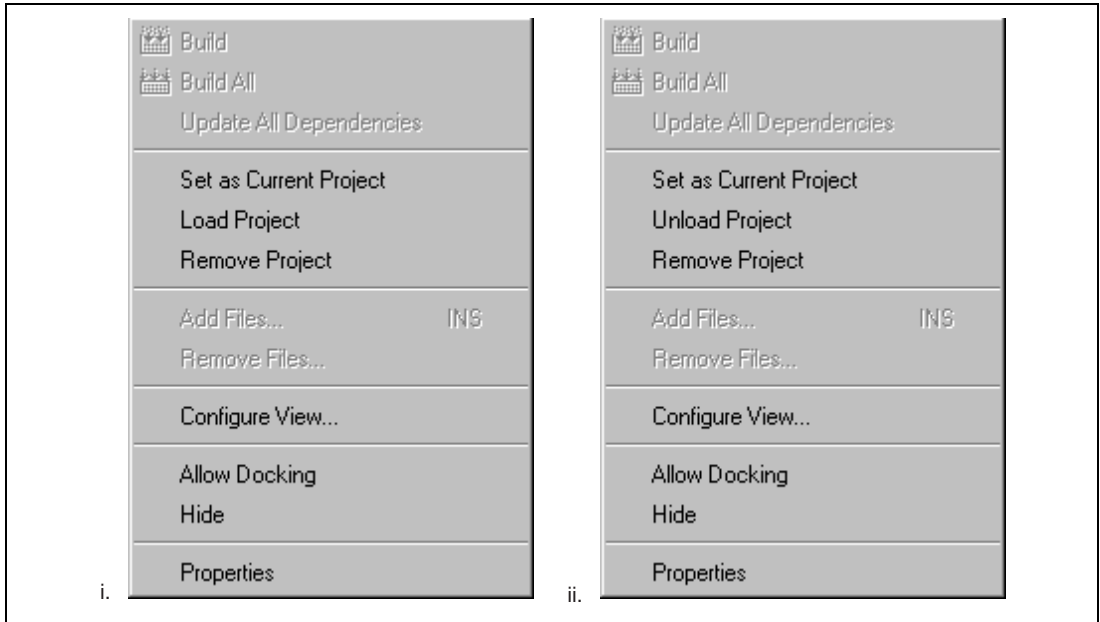 Build
Build All
Update All Dependencies
Set as Current Project
Load Project
Remove Project
Add Files... INS
Remove Files...
Configure View...
Allow Docking
Hide
Properties
i.
Build
Build All
Update All Dependencies
Set as Current Project
Unload Project
Remove Project
Add Files... INS
Remove Files...
Configure View...
Allow Docking
Hide
Properties
ii.